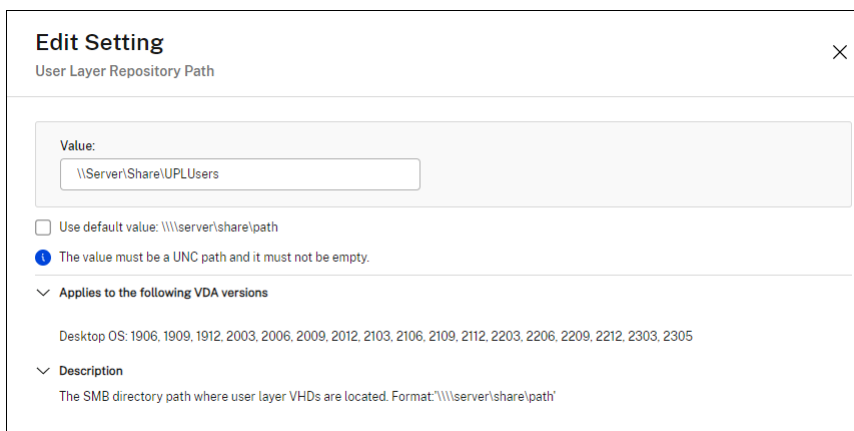 Edit Setting
User Layer Repository Path
Value:
\\Server\Share\UPLUsers
Use default value: \\\\server\share\path
The value must be a UNC path and it must not be empty.
Applies to the following VDA versions
Desktop OS: 1906, 1909, 1912, 2003, 2006, 2009, 2012, 2103, 2106, 2109, 2112, 2203, 2206, 2209, 2212, 2303, 2305
Description
The SMB directory path where user layer VHDs are located. Format:'\\\\server\share\path'